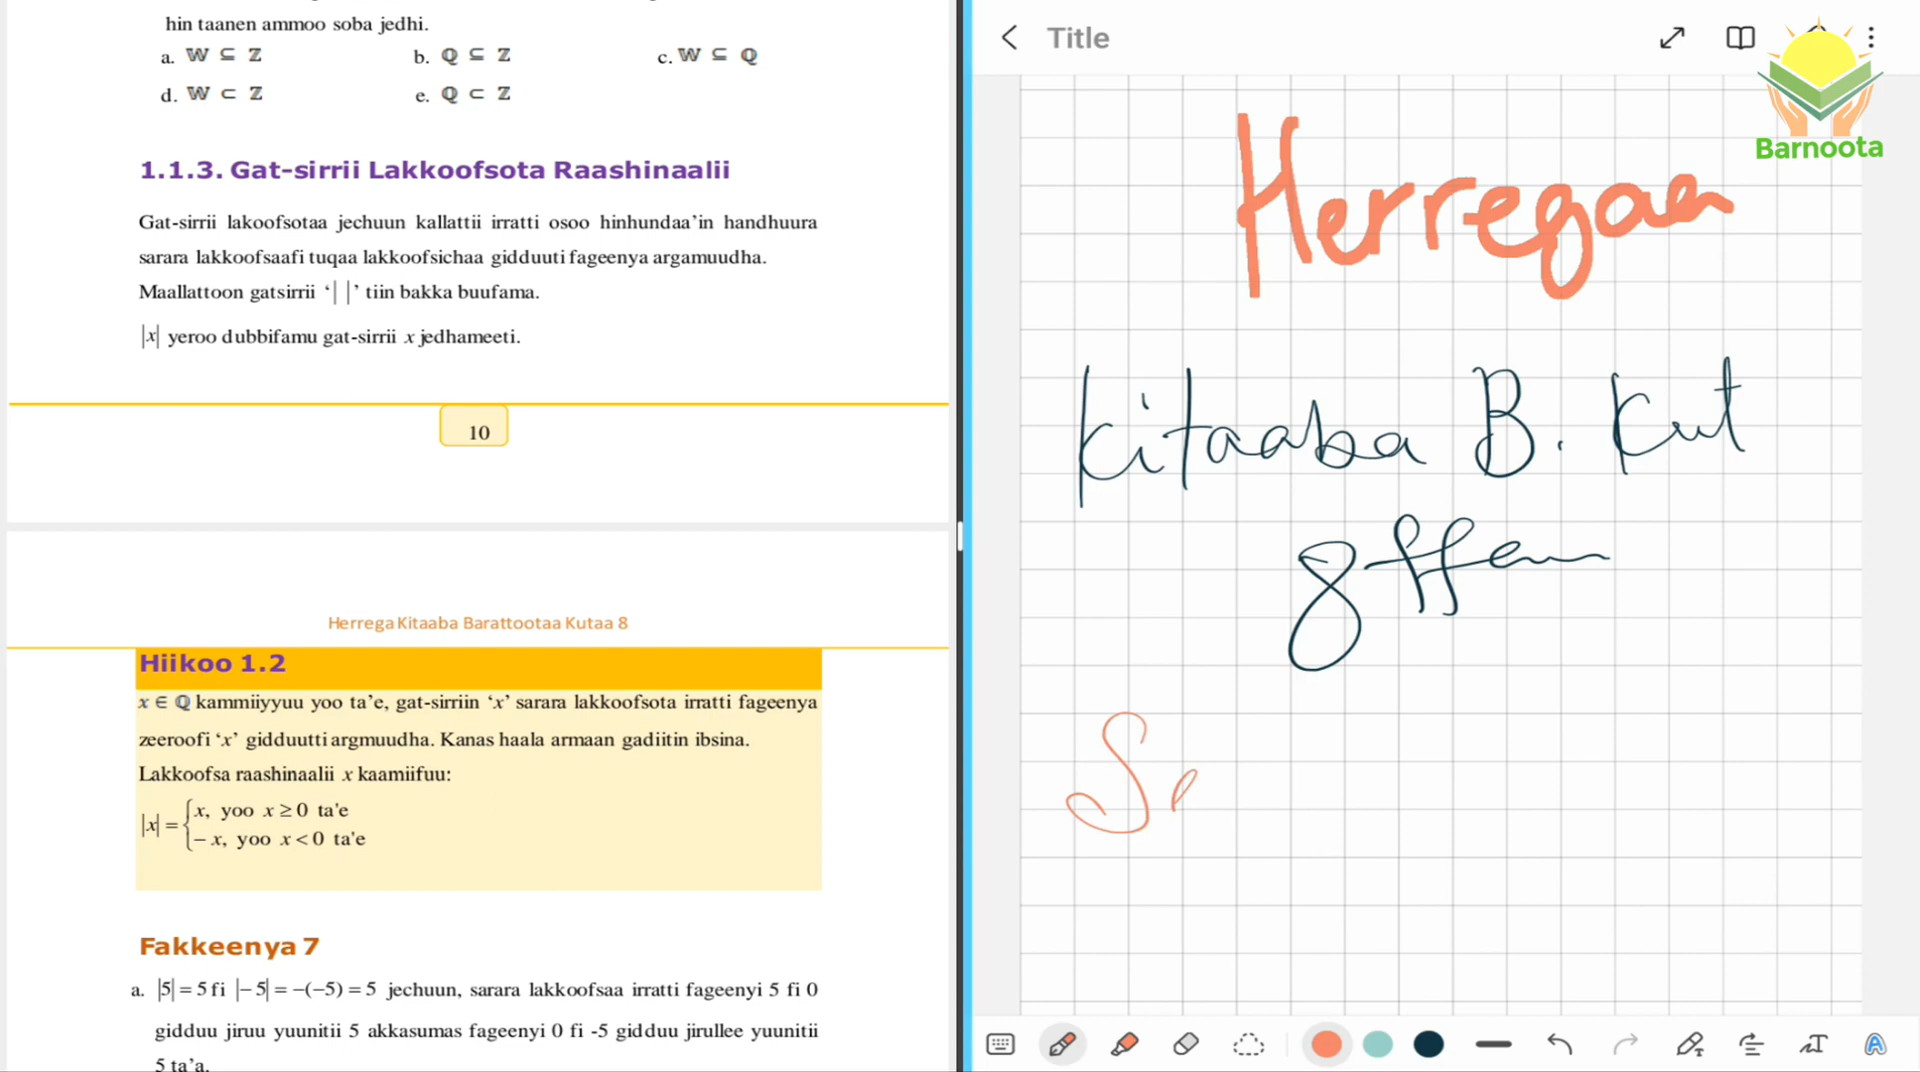 hin taanen ammoo soba jedhi.
a. 𝕎 ⊆ ℤ b. ℚ ⊆ ℤ c. 𝕎 ⊆ ℚ
d. 𝕎 ⊂ ℤ e. ℚ ⊂ ℤ
1.1.3. Gat-sirrii Lakkoofsota Raashinaalii
Gat-sirrii lakoofsotaa jechuun kallattii irratti osoo hinhundaa’in handhuura
sarara lakkoofsaafi tuqaa lakkoofsichaa gidduuti fageenya argamuudha.
Maallattoon gatsirrii ‘| |’ tiin bakka buufama.
|x| yeroo dubbifamu gat-sirrii x jedhameeti.
10
Herrega Kitaaba Barattootaa Kutaa 8
Hiikoo 1.2
x ∈ ℚ kammiiyyuu yoo ta’e, gat-sirriin ‘x’ sarara lakkoofsota irratti fageenya
zeeroofi ‘x’ gidduutti argmuudha. Kanas haala armaan gadiitin ibsina.
Lakkoofsa raashinaalii x kaamiifuu:
|x| = { x, yoo x ≥ 0 ta'e
− x, yoo x < 0 ta'e
Fakkeenya 7
a. |5| = 5 fi |− 5| = −(−5) = 5 jechuun, sarara lakkoofsaa irratti fageenyi 5 fi 0
gidduu jiruu yuunitii 5 akkasumas fageenyi 0 fi -5 gidduu jirullee yuunitii
5 ta’a.
Title
Barnoota
Herregaa
Kitaaba B. Kut
8ffaa